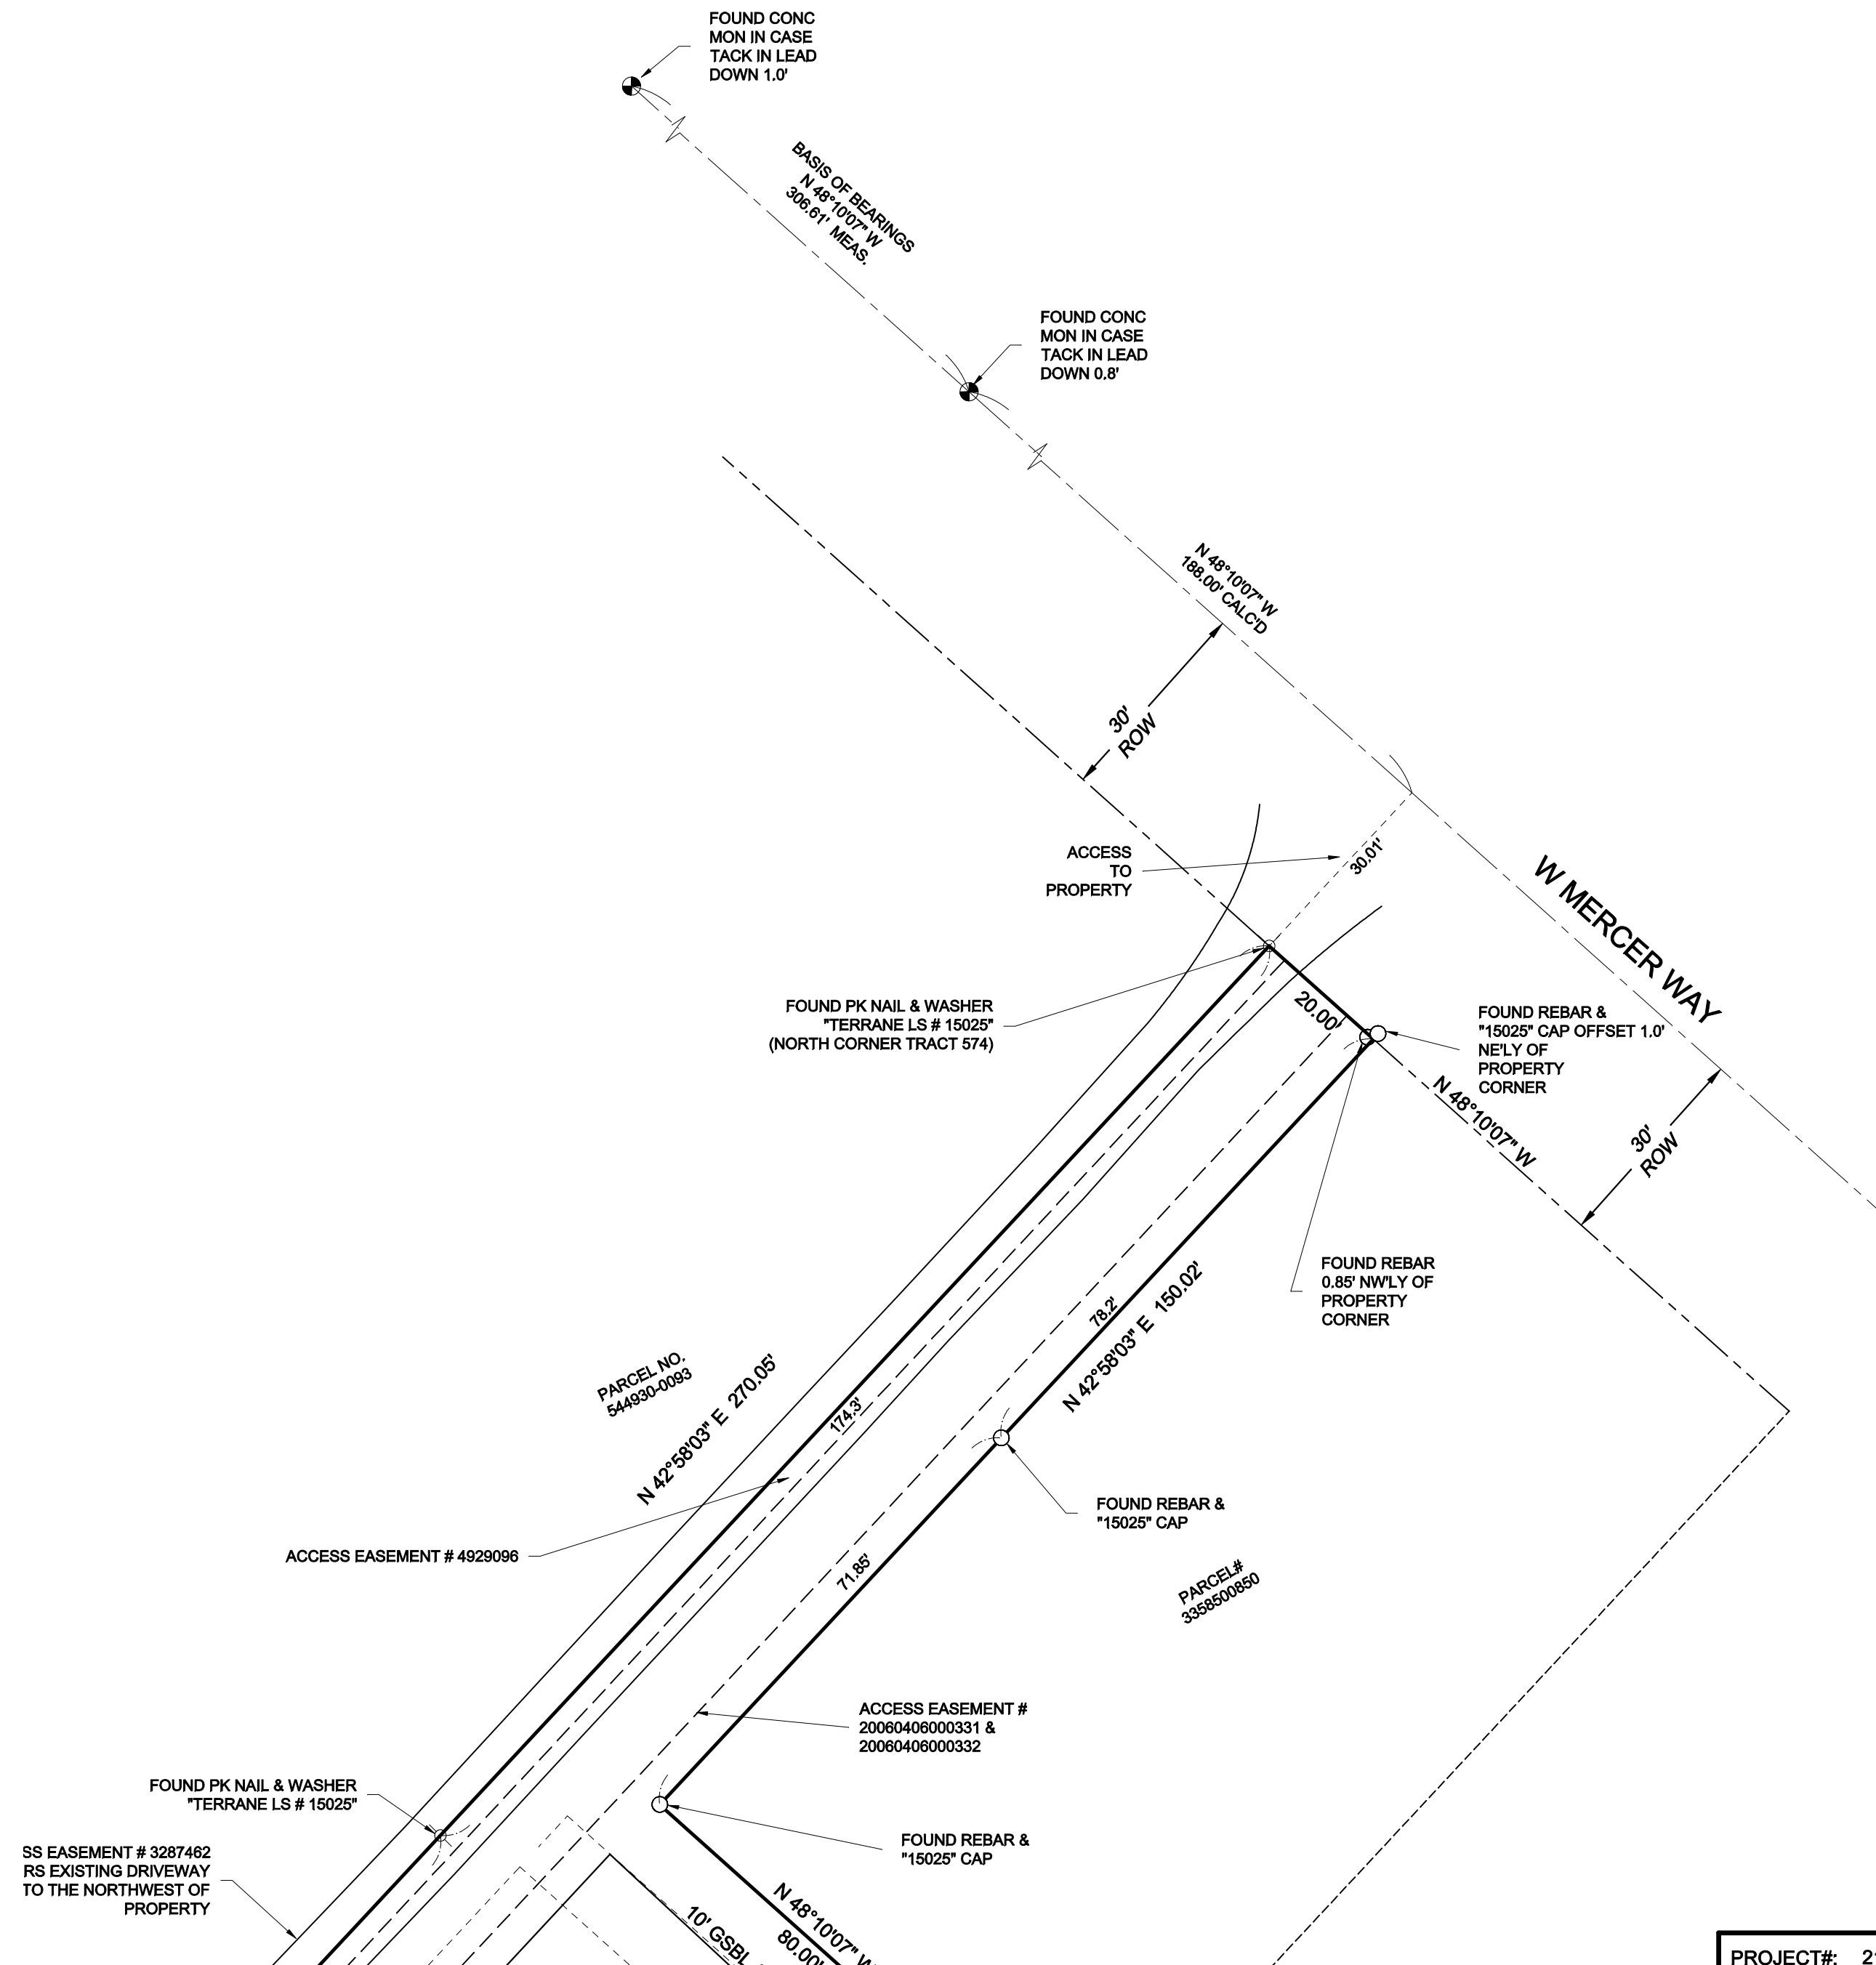 FOUND CONC
MON IN CASE
TACK IN LEAD
DOWN 1.0'
BASIS OF BEARINGS
N 48°10'07" W
306.61' MEAS.
FOUND CONC
MON IN CASE
TACK IN LEAD
DOWN 0.8'
N 48°10'07" W
188.00' CALC'D
30'
ROW
ACCESS
TO
PROPERTY
30.01'
W MERCER WAY
FOUND PK NAIL & WASHER
"TERRANE LS # 15025"
(NORTH CORNER TRACT 574)
20.00'
FOUND REBAR &
"15025" CAP OFFSET 1.0'
NE'LY OF
PROPERTY
CORNER
N 48°10'07" W
30'
ROW
FOUND REBAR
0.85' NW'LY OF
PROPERTY
CORNER
78.2'
N 42°58'03" E 150.02'
PARCEL NO.
544930-0093
N 42°58'03" E 270.05'
174.3'
FOUND REBAR &
"15025" CAP
ACCESS EASEMENT # 4929096
71.85'
PARCEL#
3358500850
ACCESS EASEMENT #
20060406000331 &
20060406000332
FOUND PK NAIL & WASHER
"TERRANE LS # 15025"
FOUND REBAR &
"15025" CAP
SS EASEMENT # 3287462
RS EXISTING DRIVEWAY
TO THE NORTHWEST OF
PROPERTY
N 48°10'07" W
80.00'
10' GSBL
PROJECT#: 21